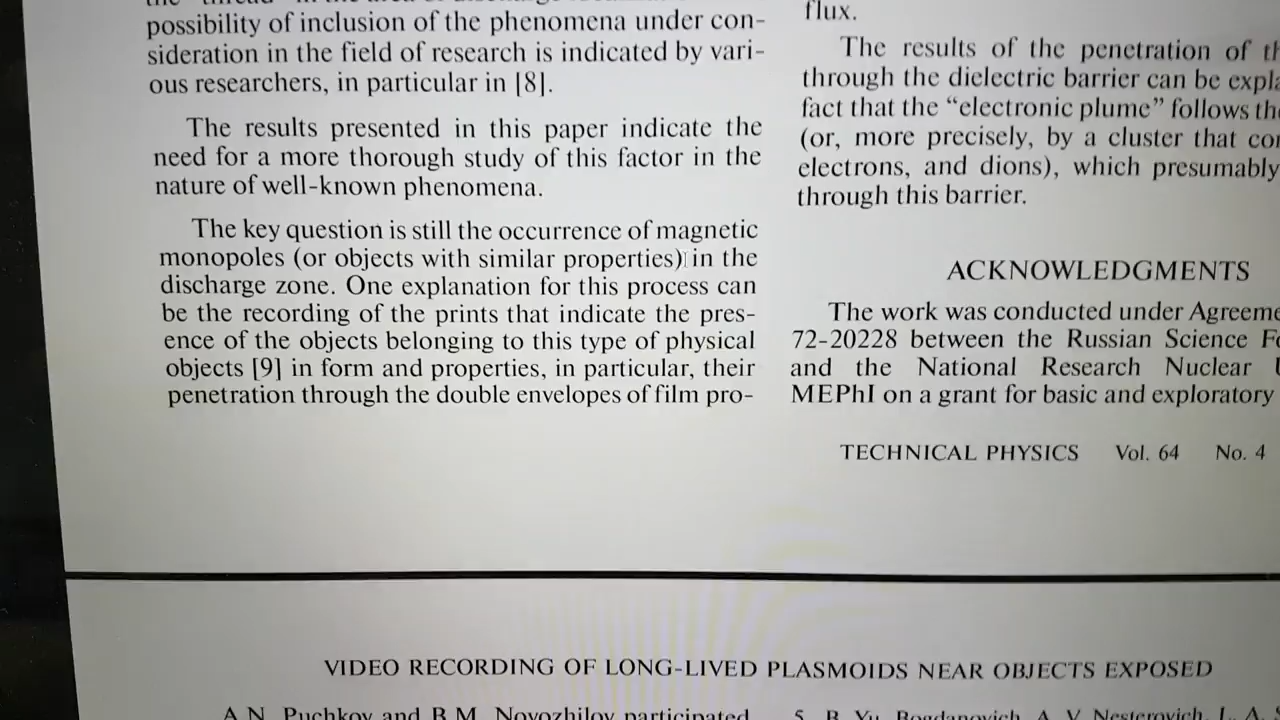 possibility of inclusion of the phenomena under con-
sideration in the field of research is indicated by vari-
ous researchers, in particular in [8].
The results presented in this paper indicate the
need for a more thorough study of this factor in the
nature of well-known phenomena.
The key question is still the occurrence of magnetic
monopoles (or objects with similar properties) in the
discharge zone. One explanation for this process can
be the recording of the prints that indicate the pres-
ence of the objects belonging to this type of physical
objects [9] in form and properties, in particular, their
penetration through the double envelopes of film pro-
flux.
The results of the penetration of
through the dielectric barrier can be
fact that the “electronic plume” follows
(or, more precisely, by a cluster that
electrons, and dions), which presumably
through this barrier.
ACKNOWLEDGMENTS
The work was conducted under
72-20228 between the Russian Science
and the National Research Nuclear
MEPhI on a grant for basic and exploratory
TECHNICAL PHYSICS Vol. 64 No. 4
VIDEO RECORDING OF LONG-LIVED PLASMOIDS NEAR OBJECTS EXPOSED
A.N. Puchkov and B.M. Novozhilov participated
5. B. Yu. Bogdanovich, A. V. Nesterovich, I. A.